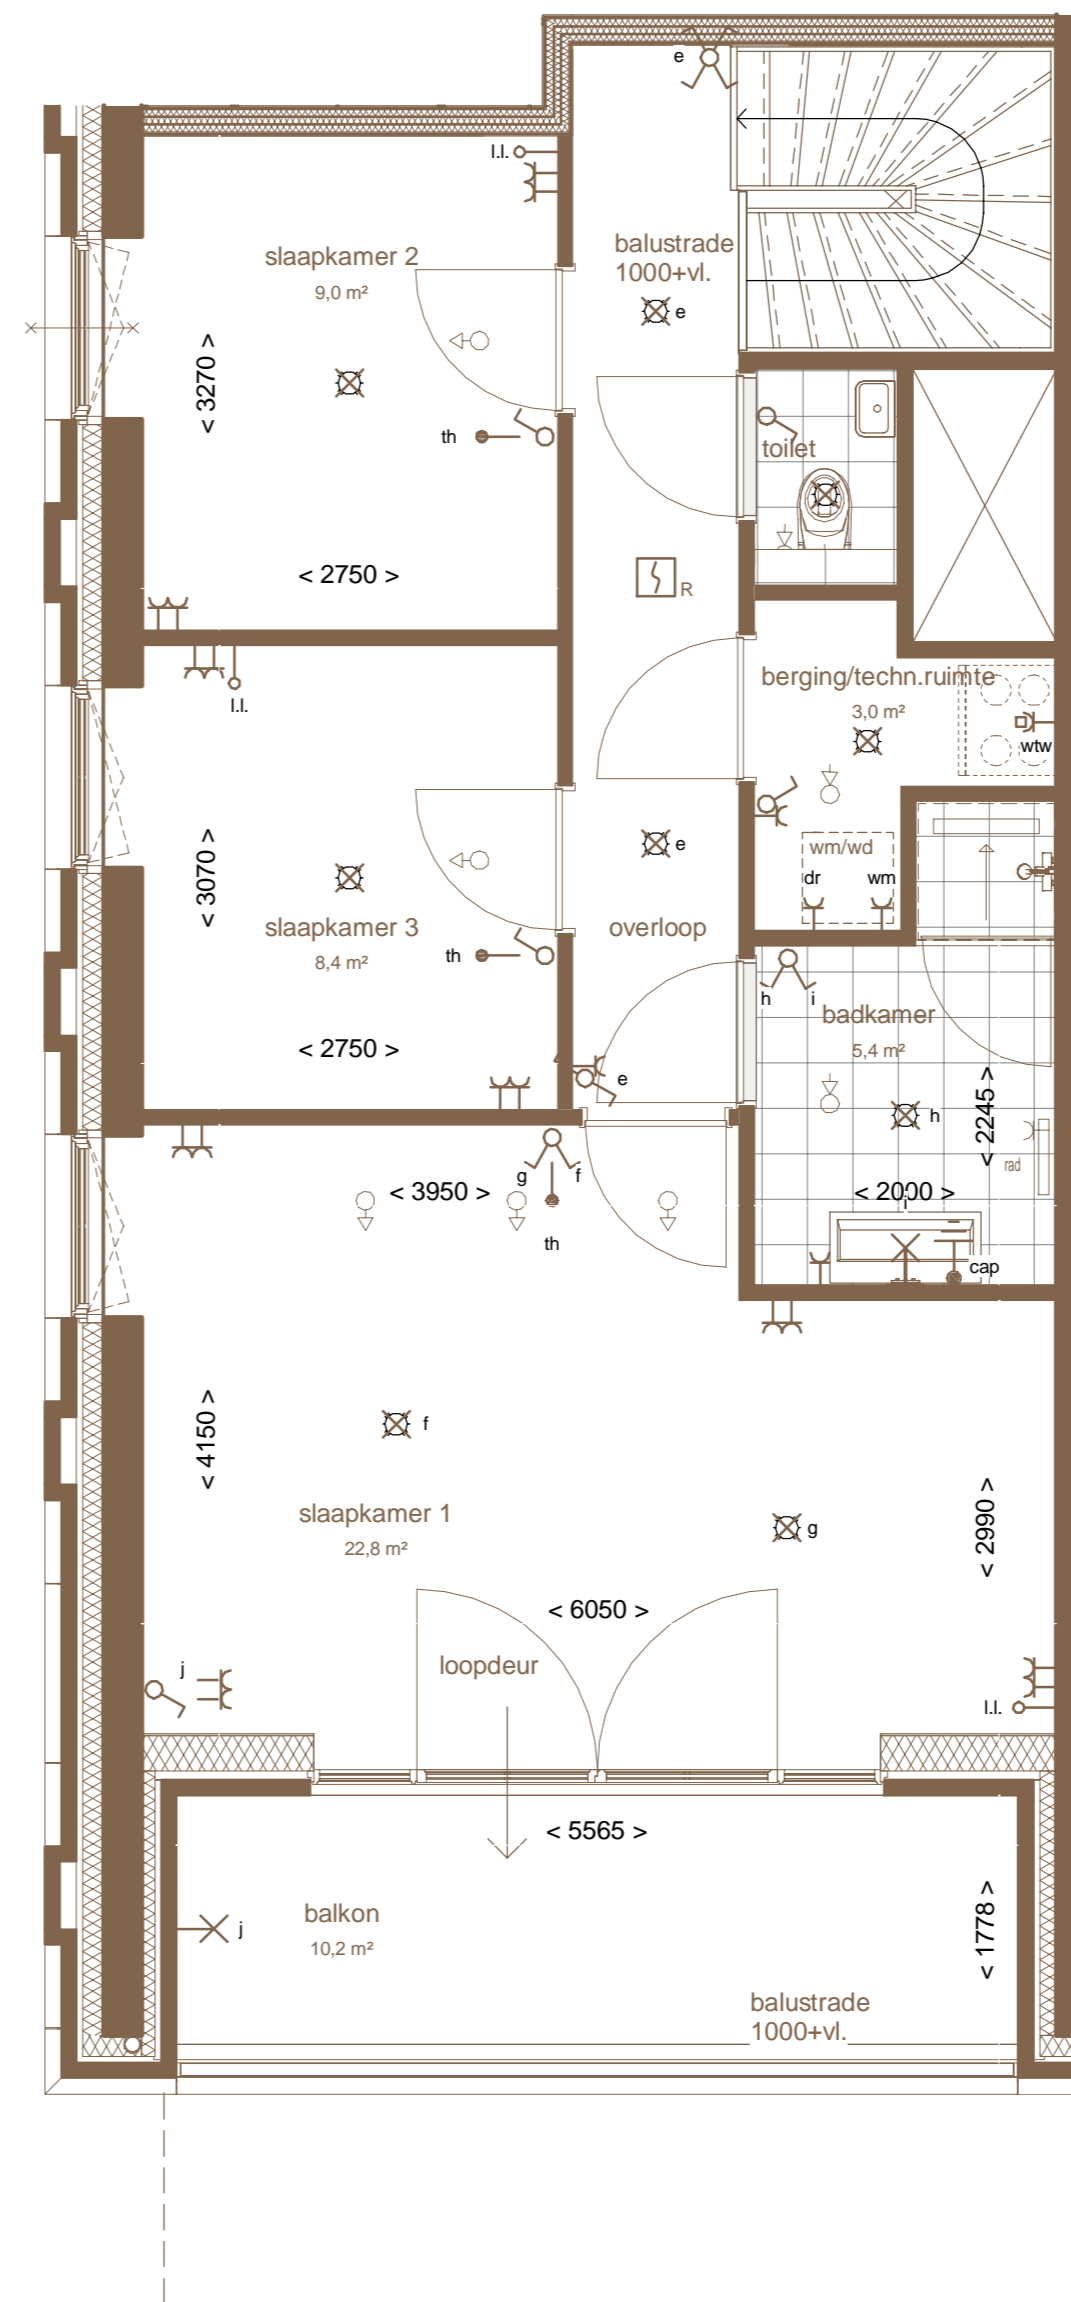 e
l.l.
slaapkamer 2
9,0 m²
balustrade
1000+vl.
e
< 3270 >
th
toilet
< 2750 >
R
l.l.
berging/techn.ruimte
3,0 m²
wtw
e
wm/wd
dr
wm
< 3070 >
slaapkamer 3
8,4 m²
overloop
th
h
i
badkamer
5,4 m²
< 2750 >
e
h
< 2245 >
rad
g
f
< 3950 >
< 2000 >
i
th
cap
< 4150 >
f
slaapkamer 1
22,8 m²
g
< 2990 >
< 6050 >
j
loopdeur
l.l.
< 5565 >
balkon
10,2 m²
j
< 1778 >
balustrade
1000+vl.